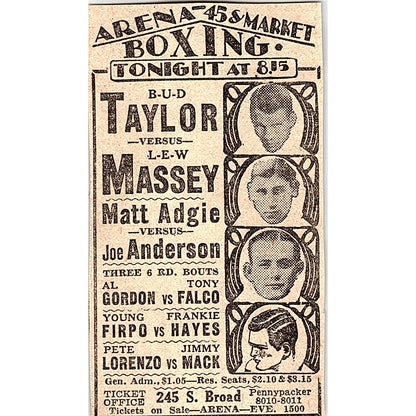 ARENA-45 & MARKET
BOXING.
TONIGHT AT 8.15
B-U-D
TAYLOR
—VERSUS—
L-E-W
MASSEY
Matt Adgie
—VERSUS—
Joe Anderson
THREE 6 RD. BOUTS
AL TONY
GORDON vs FALCO
YOUNG FRANKIE
FIRPO vs HAYES
PETE JIMMY
LORENZO vs MACK
Gen. Adm., $1.05—Res. Seats, $2.10 & $3.15
TICKET OFFICE 245 S. Broad Pennypacker 8010-8011
Tickets on Sale—ARENA—EVE. 1500